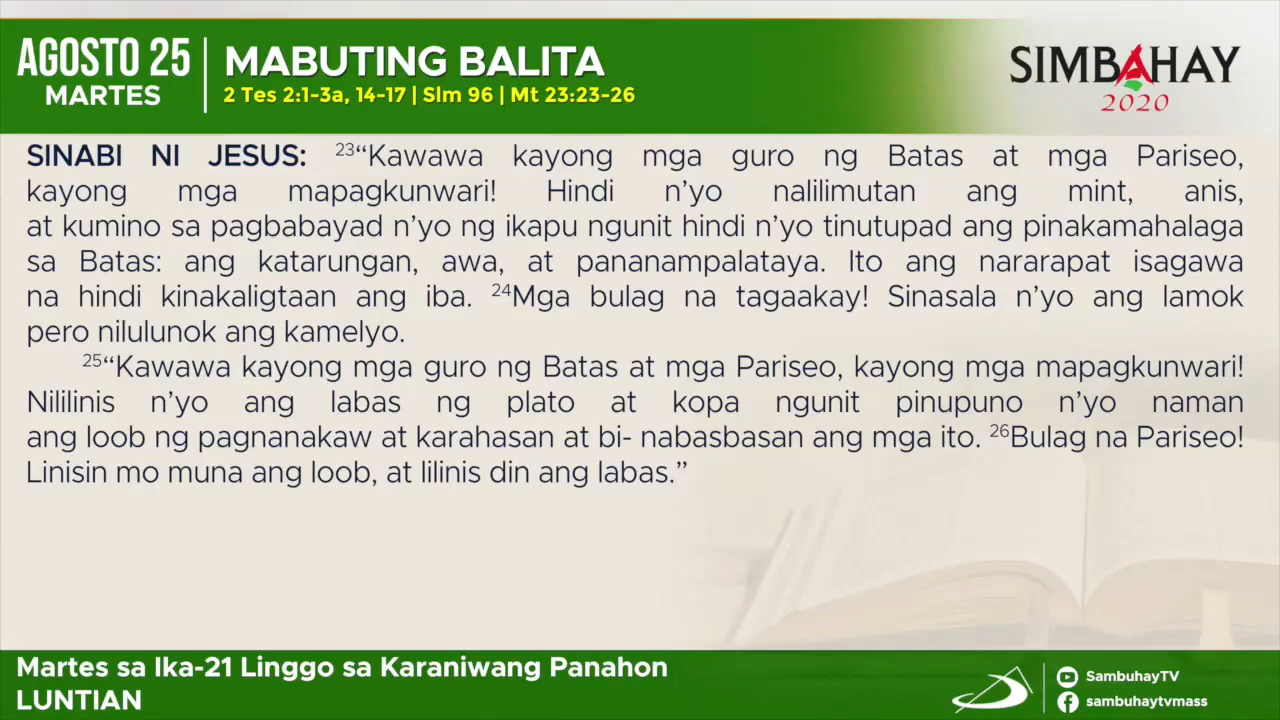 AGOSTO 25
MARTES
MABUTING BALITA
2 Tes 2:1-3a, 14-17 | Slm 96 | Mt 23:23-26
SIMBAHAY
2020
SINABI NI JESUS: 23“Kawawa kayong mga guro ng Batas at mga Pariseo,
kayong mga mapagkunwari! Hindi n’yo nalilimutan ang mint, anis,
at kumino sa pagbabayad n’yo ng ikapu ngunit hindi n’yo tinutupad ang pinakamahalaga
sa Batas: ang katarungan, awa, at pananampalataya. Ito ang nararapat isagawa
na hindi kinakaligtaan ang iba. 24Mga bulag na tagaakay! Sinasala n’yo ang lamok
pero nilulunok ang kamelyo.
25“Kawawa kayong mga guro ng Batas at mga Pariseo, kayong mga mapagkunwari!
Nililinis n’yo ang labas ng plato at kopa ngunit pinupuno n’yo naman
ang loob ng pagnanakaw at karahasan at bi- nabasbasan ang mga ito. 26Bulag na Pariseo!
Linisin mo muna ang loob, at lilinis din ang labas.”
Martes sa Ika-21 Linggo sa Karaniwang Panahon
LUNTIAN
SambuhayTV
sambuhaytvmass